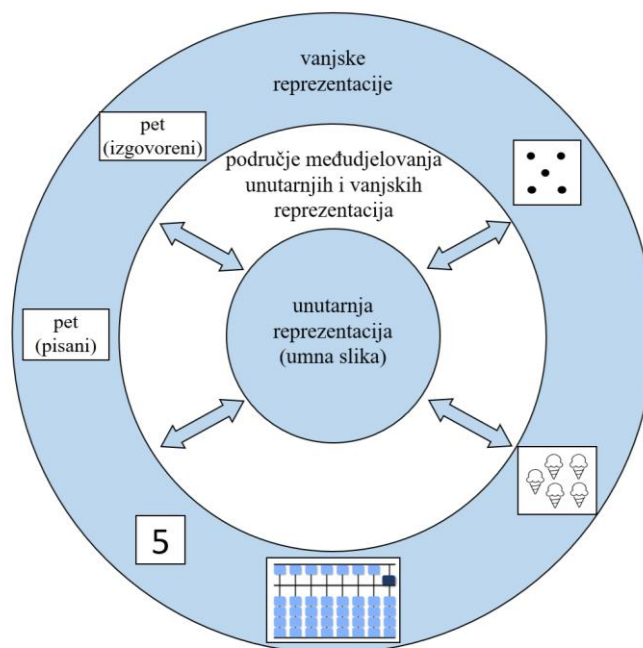 vanjske
reprezentacije
pet
(izgovoreni)
područje međudjelovanja
unutarnjih i vanjskih
reprezentacija
unutarnja
reprezentacija
(umna slika)
pet
(pisani)
5